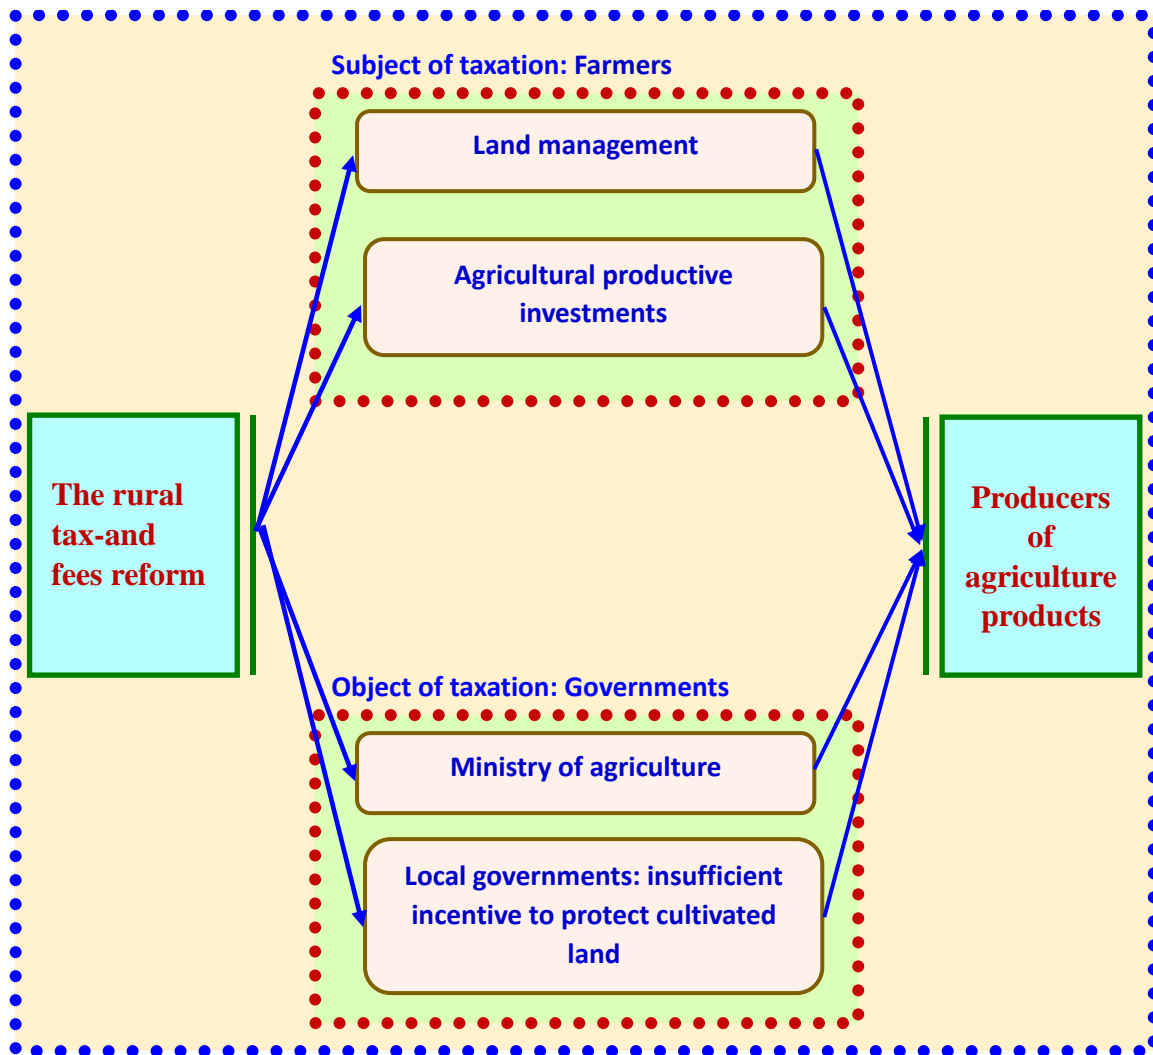 Subject of taxation: Farmers
Land management
Agricultural productive
investments
The rural
tax-and
fees reform
Producers
of
agriculture
products
Object of taxation: Governments
Ministry of agriculture
Local governments: insufficient
incentive to protect cultivated
land